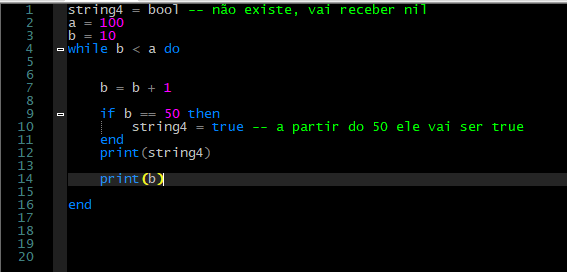 1 string4 = bool -- não existe, vai receber nil
2 a = 100
3 b = 10
4 while b < a do
5
6
7 b = b + 1
8
9 if b == 50 then
10 string4 = true -- a partir do 50 ele vai ser true
11 end
12 print(string4)
13
14 print(b)
15
16 end
17
18
19
20